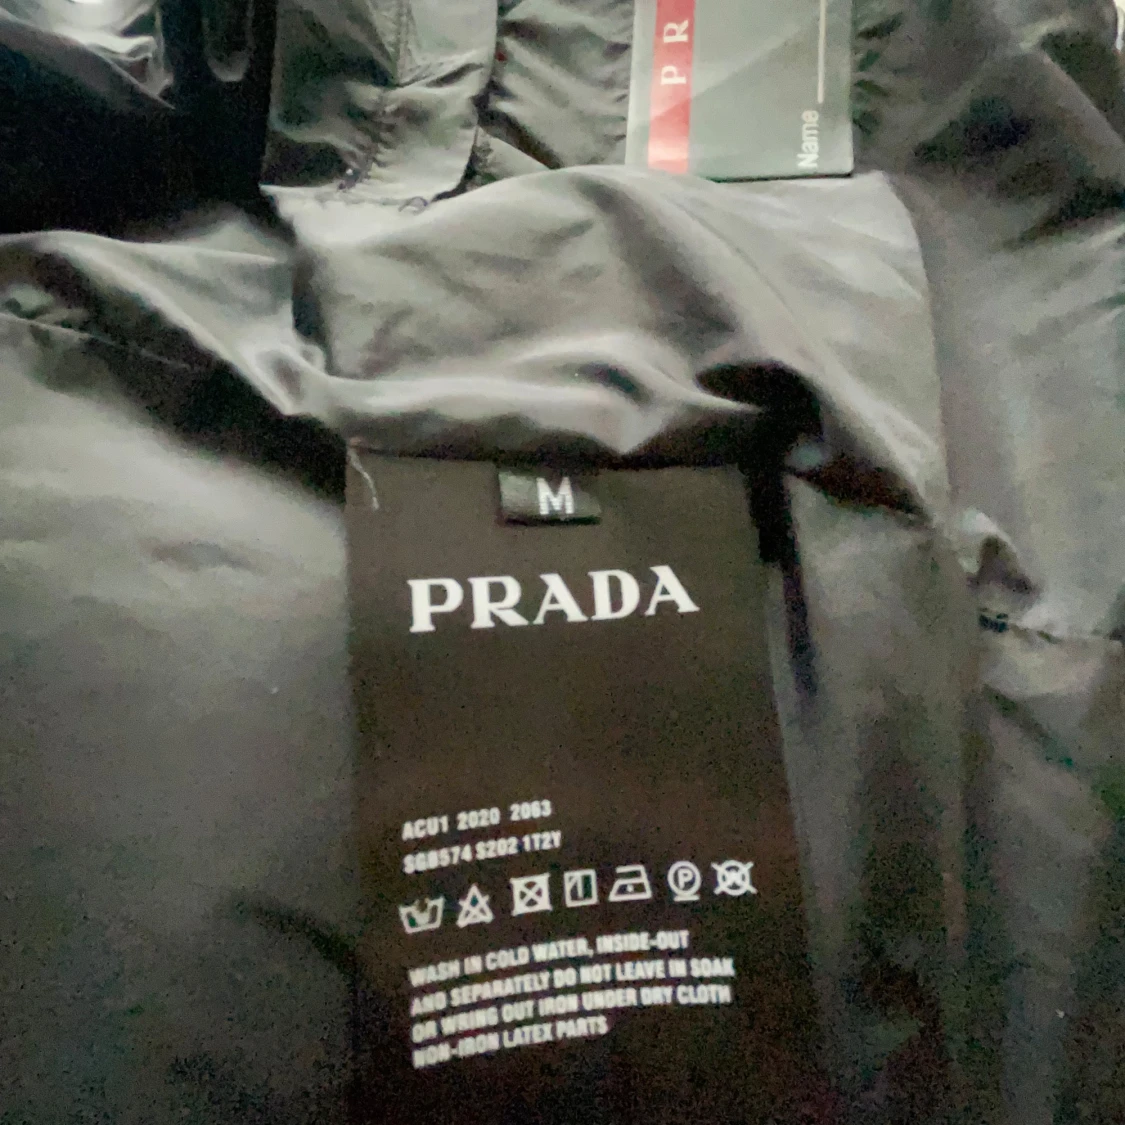 P R
Name
M
PRADA
ACU1 2020 2063
SGB574 S202 1T2Y
P
W
WASH IN COLD WATER, INSIDE-OUT
AND SEPARATELY DO NOT LEAVE IN SOAK
OR WRING OUT IRON UNDER DRY CLOTH
NON-IRON LATEX PARTS